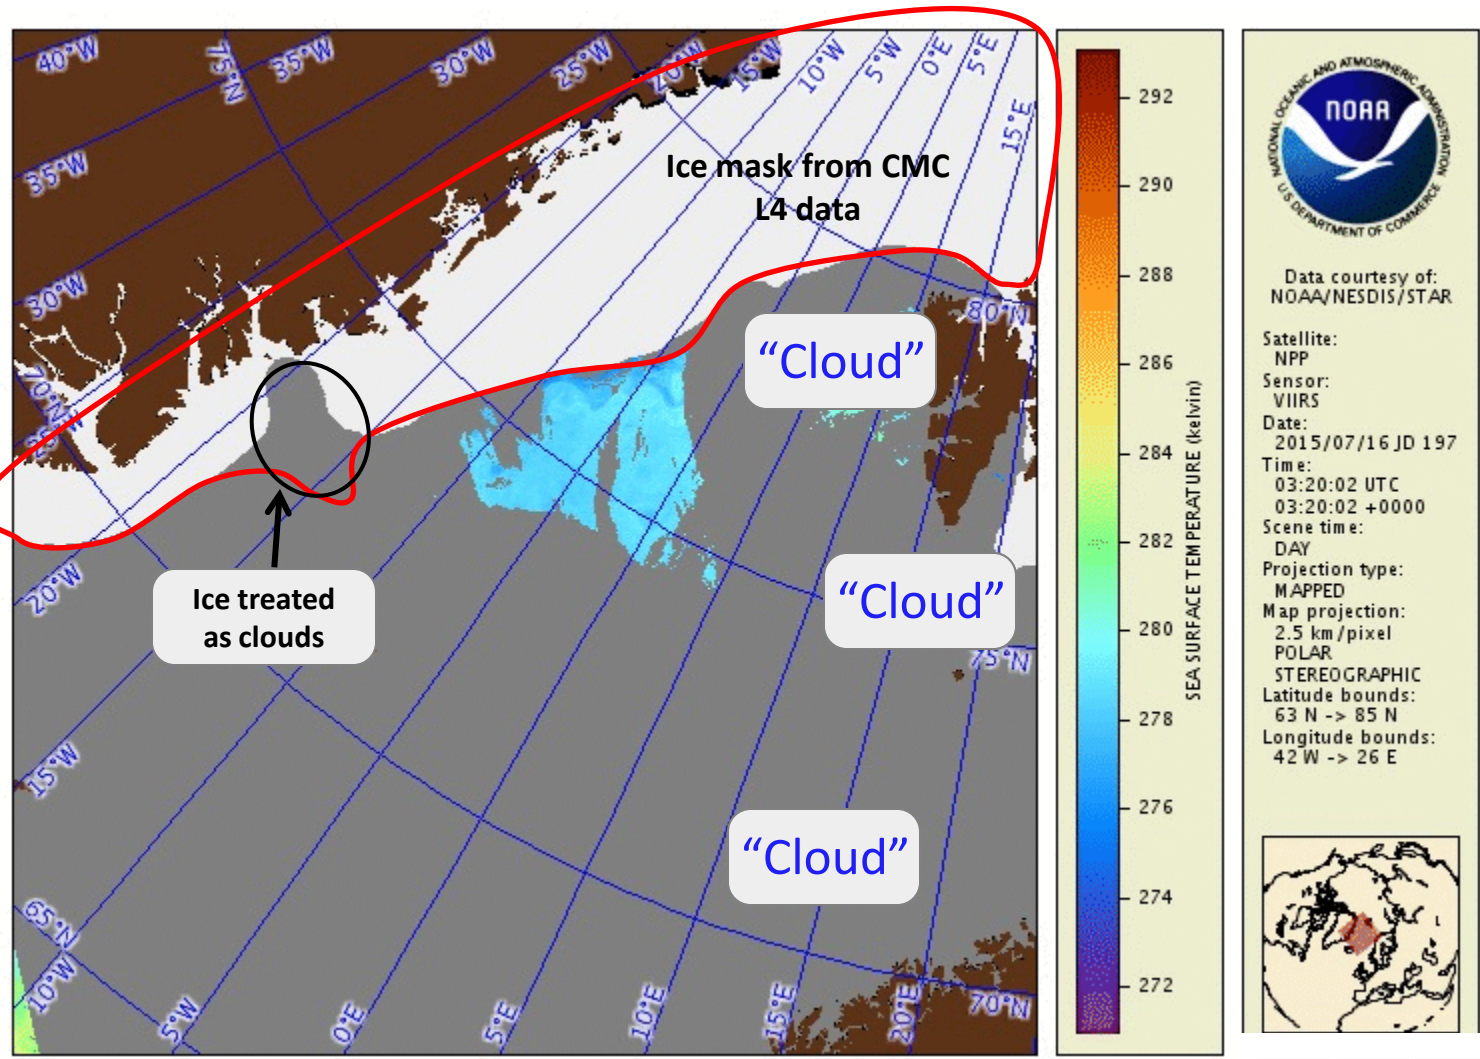 40°W
75°N
35°W
30°W
25°W
20°W
15°W
10°W
5°W
0°E
5°E
15°E
35°W
Ice mask from CMC
L4 data
30°W
80°N
"Cloud"
70°N
25°W
Ice treated
as clouds
20°W
"Cloud"
75°N
15°W
"Cloud"
65°N
10°W
5°W
0°E
5°E
10°E
15°E
20°E
70°N
292
290
288
286
284
282
280
278
276
274
272
SEA SURFACE TEMPERATURE (kelvin)
NATIONAL OCEANIC AND ATMOSPHERIC ADMINISTRATION
NOAA
U.S. DEPARTMENT OF COMMERCE
Data courtesy of:
NOAA/NESDIS/STAR
Satellite:
NPP
Sensor:
VIIRS
Date:
2015/07/16 JD 197
Time:
03:20:02 UTC
03:20:02 +0000
Scene time:
DAY
Projection type:
MAPPED
Map projection:
2.5 km/pixel
POLAR
STEREOGRAPHIC
Latitude bounds:
63 N -> 85 N
Longitude bounds:
42 W -> 26 E